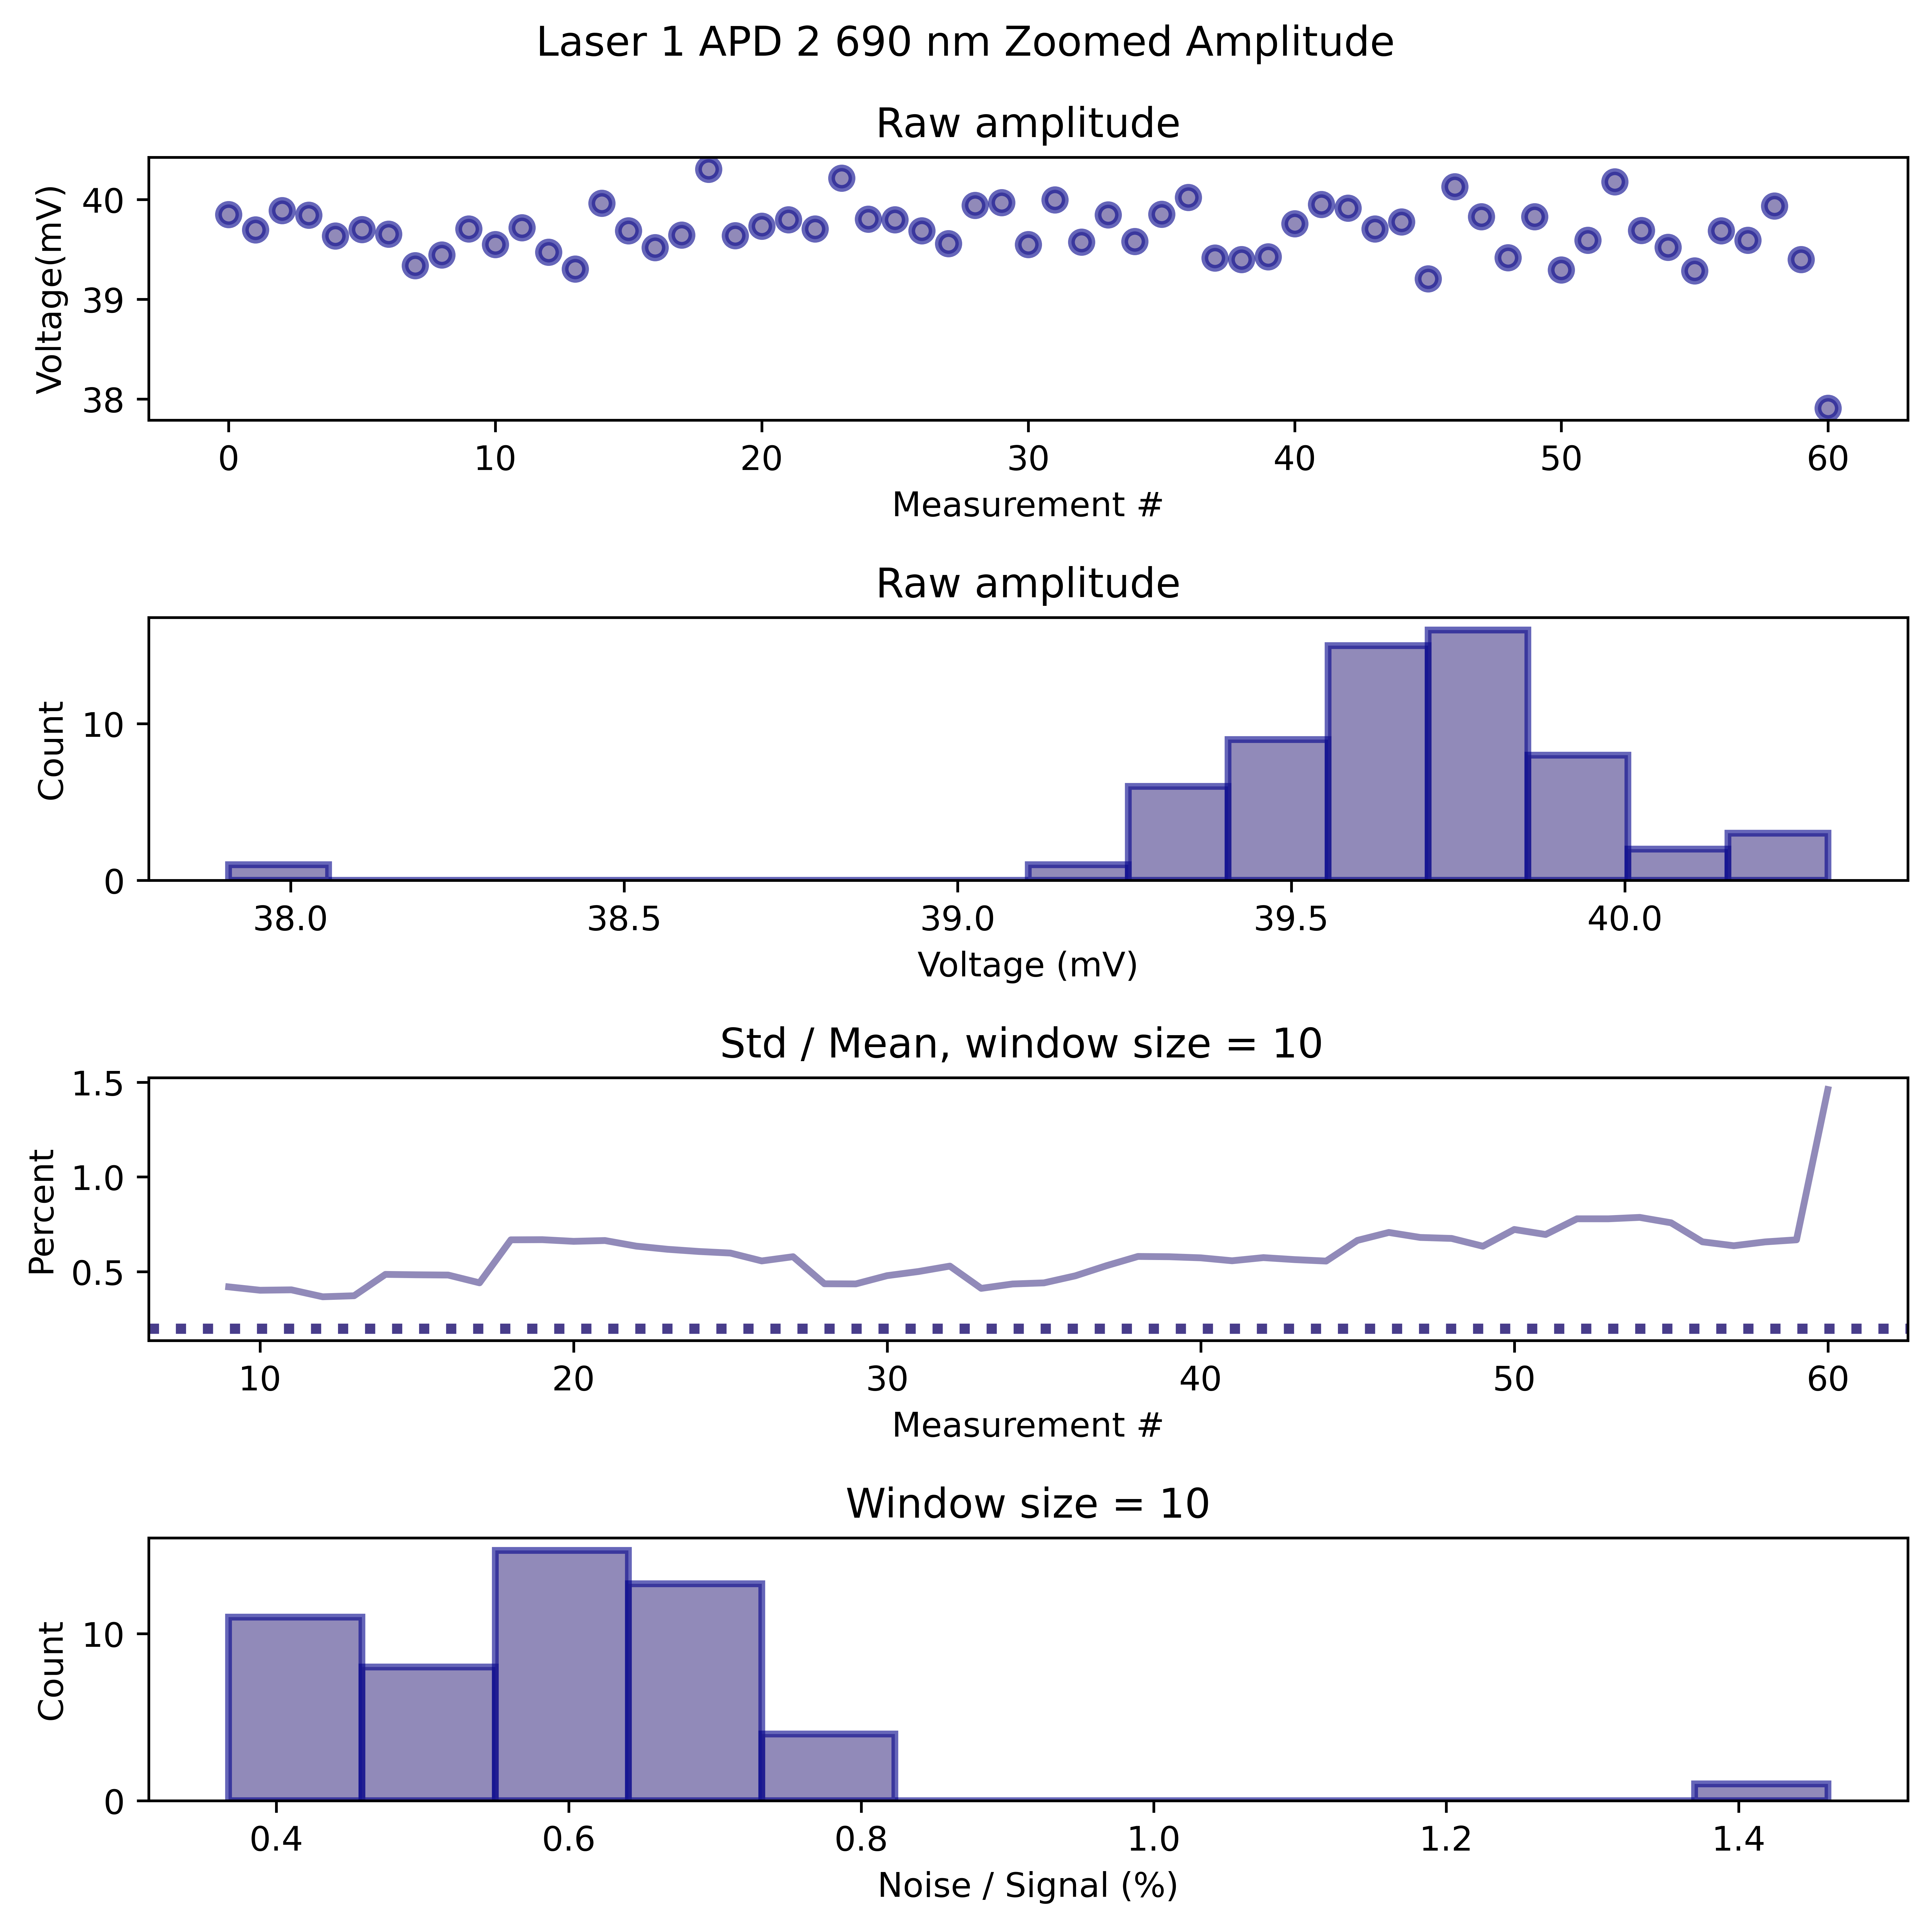 Laser 1 APD 2 690 nm Zoomed Amplitude
Raw amplitude
Voltage(mV)
40
39
38
0 10 20 30 40 50 60
Measurement #
Raw amplitude
Count
10
0
38.0 38.5 39.0 39.5 40.0
Voltage (mV)
Std / Mean, window size = 10
Percent
1.5
1.0
0.5
10 20 30 40 50 60
Measurement #
Window size = 10
Count
10
0
0.4 0.6 0.8 1.0 1.2 1.4
Noise / Signal (%)